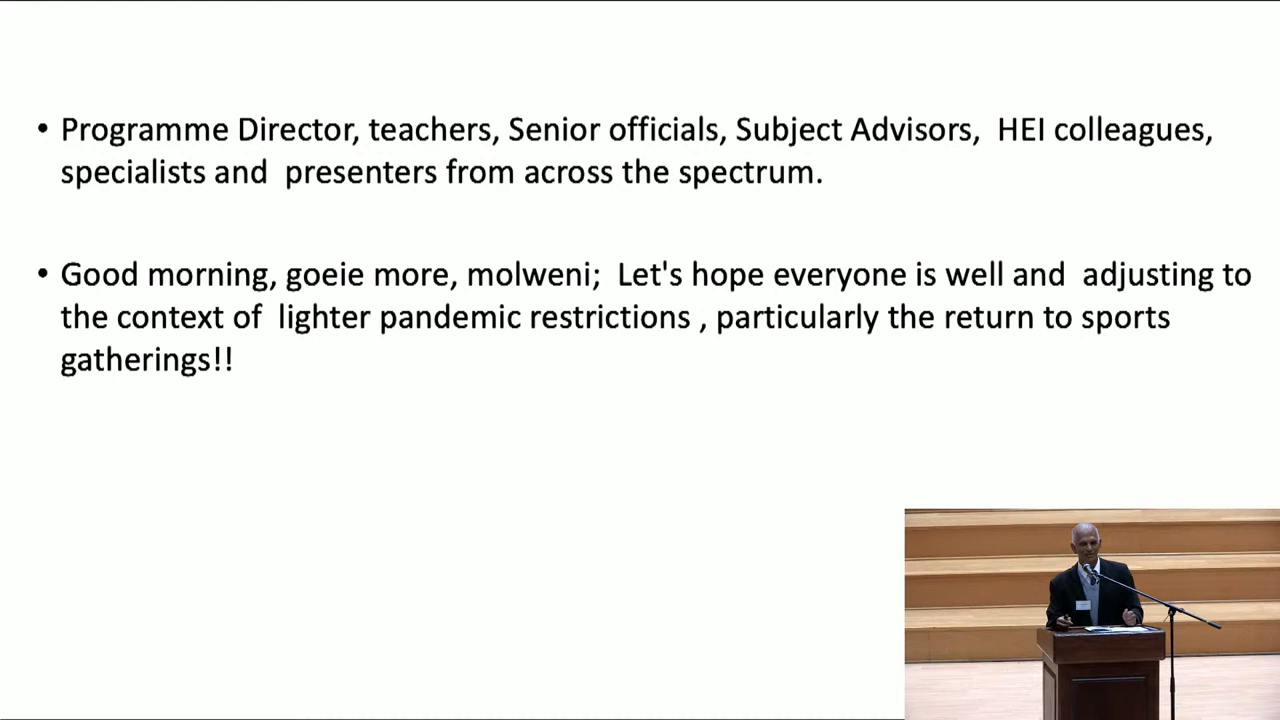 • Programme Director, teachers, Senior officials, Subject Advisors,  HEI colleagues,
specialists and  presenters from across the spectrum.
• Good morning, goeie more, molweni;  Let's hope everyone is well and  adjusting to
the context of  lighter pandemic restrictions , particularly the return to sports
gatherings!!